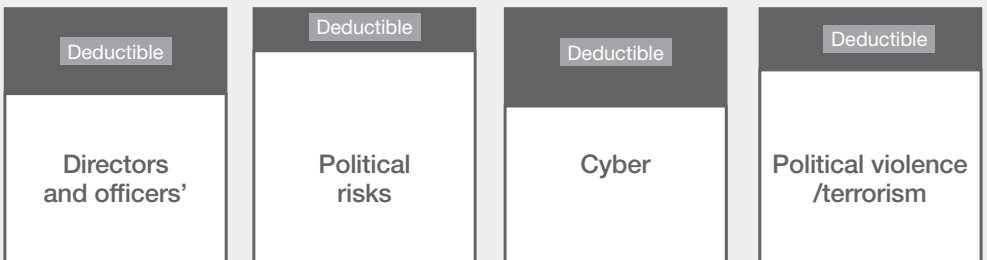 Deductible
Directors
and officers’
Deductible
Political
risks
Deductible
Cyber
Deductible
Political violence
/terrorism